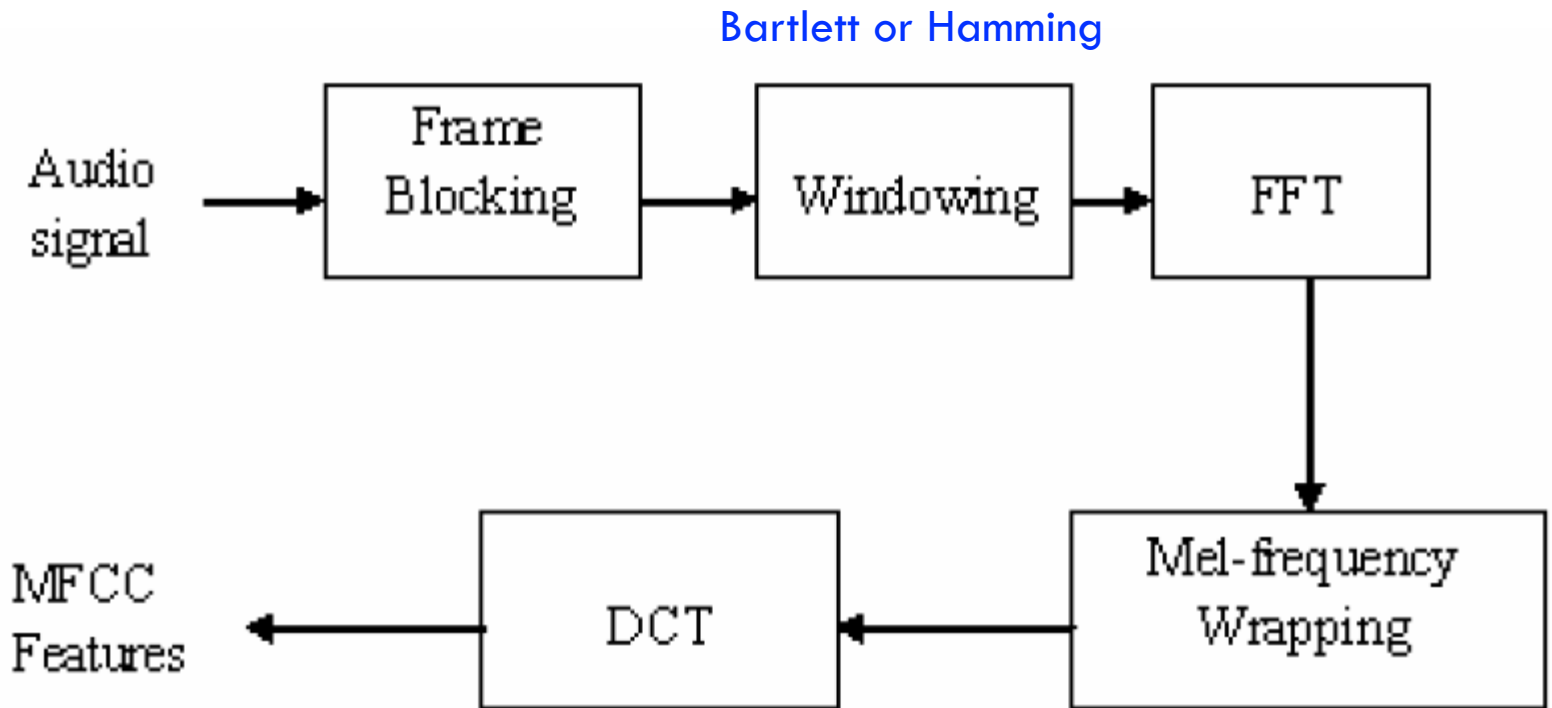 Bartlett or Hamming
Audio
signal
Frame
Blocking
Windowing
FFT
Mel-frequency
Wrapping
DCT
MFCC
Features